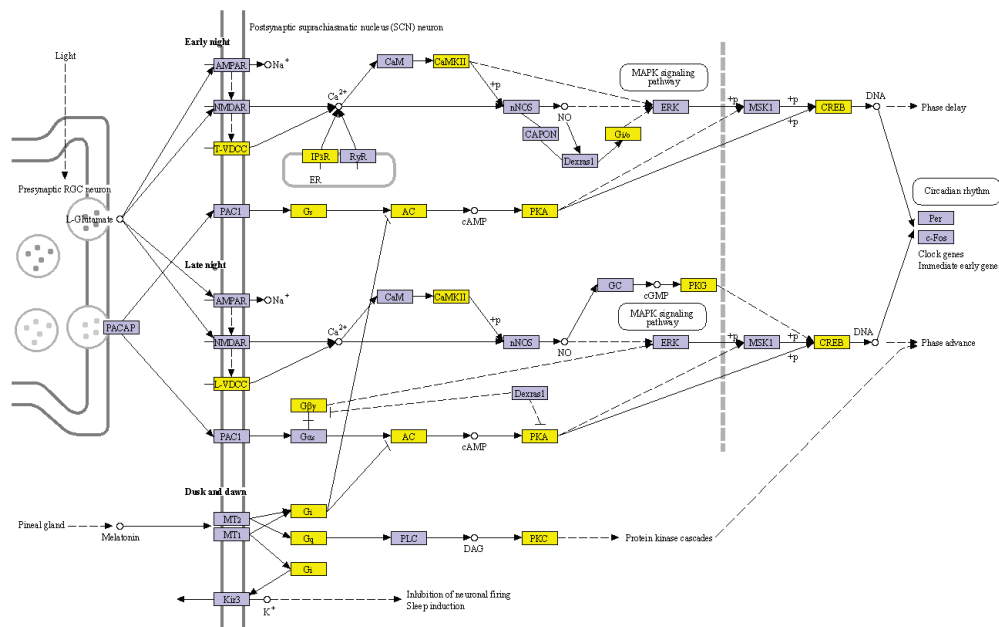 Postsynaptic suprachiasmatic nucleus (SCN) neuron
Early night
Light
AMPAR
Na+
CaM
CaMKII
MAPK signaling
pathway
+p
Ca2+
NMDAR
nNOS
NO
ERK
+p
MSK1
+p
CREB
DNA
Phase delay
+p
CAPON
Gi/o
T-VDCC
IP3R
RyR
Dexras1
ER
Presynaptic RGC neuron
Circadian rhythm
L-Glutamate
PAC1
Gs
AC
cAMP
PKA
Per
c-Fos
Clock genes
Immediate early gene
Late night
GC
cGMP
PKG
AMPAR
Na+
CaM
CaMKII
MAPK signaling
pathway
PACAP
+p
Ca2+
NMDAR
nNOS
NO
ERK
+p
MSK1
+p
CREB
DNA
Phase advance
+p
L-VDCC
Dexras1
Gβγ
PAC1
Gαs
AC
cAMP
PKA
Dusk and dawn
Gi
MT2
Pineal gland
Melatonin
MT1
Gq
PLC
DAG
PKC
Protein kinase cascades
Gi
Kir3
K+
Inhibition of neuronal firing
Sleep induction